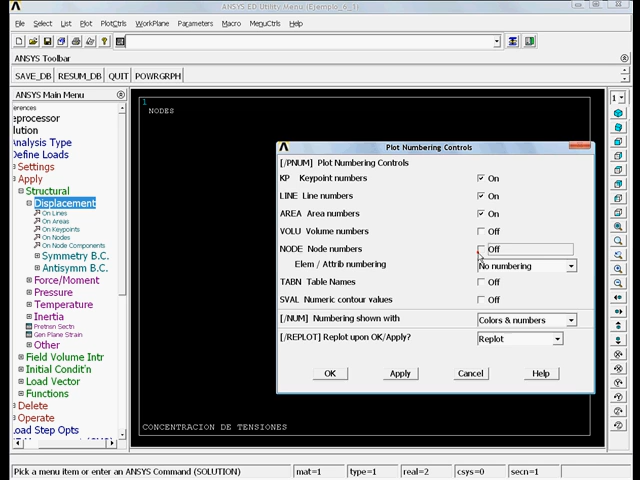 ANSYS ED Utility Menu (Ejemplo_6_1)
File Select List Plot PlotCtrls WorkPlane Parameters Macro MenuCtrls Help
ANSYS Toolbar
SAVE_DB RESUM_DB QUIT POWRGRPH
ANSYS Main Menu
erences
eprocessor
lution
Analysis Type
Define Loads
Settings
Apply
Structural
Displacement
On Lines
On Areas
On Keypoints
On Nodes
On Node Components
Symmetry B.C.
Antisymm B.C.
Force/Moment
Pressure
Temperature
Inertia
Pretnsn Sectn
Gen Plane Strain
Other
Field Volume Intr
Initial Condit'n
Load Vector
Functions
Delete
Operate
Load Step Opts
1
NODES
CONCENTRACION DE TENSIONES
Plot Numbering Controls
[/PNUM] Plot Numbering Controls
KP Keypoint numbers On
LINE Line numbers On
AREA Area numbers On
VOLU Volume numbers Off
NODE Node numbers Off
Elem / Attrib numbering No numbering
TABN Table Names Off
SVAL Numeric contour values Off
[/NUM] Numbering shown with Colors & numbers
[/REPLOT] Replot upon OK/Apply? Replot
OK Apply Cancel Help
1
Pick a menu item or enter an ANSYS Command (SOLUTION) mat=1 type=1 real=2 csys=0 secn=1